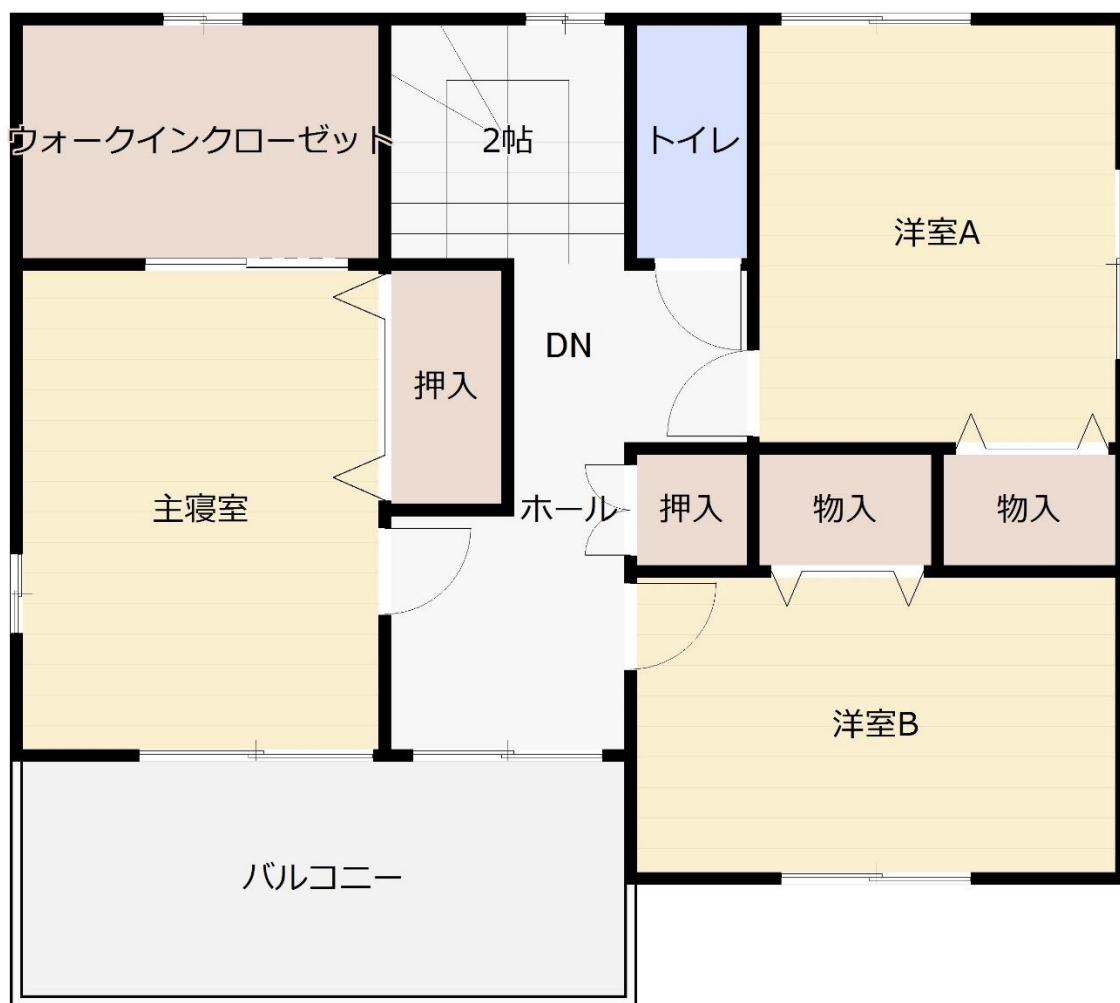 ウォークインクローゼット
2帖
トイレ
洋室A
DN
押入
主寝室
ホール
押入
物入
物入
洋室B
バルコニー